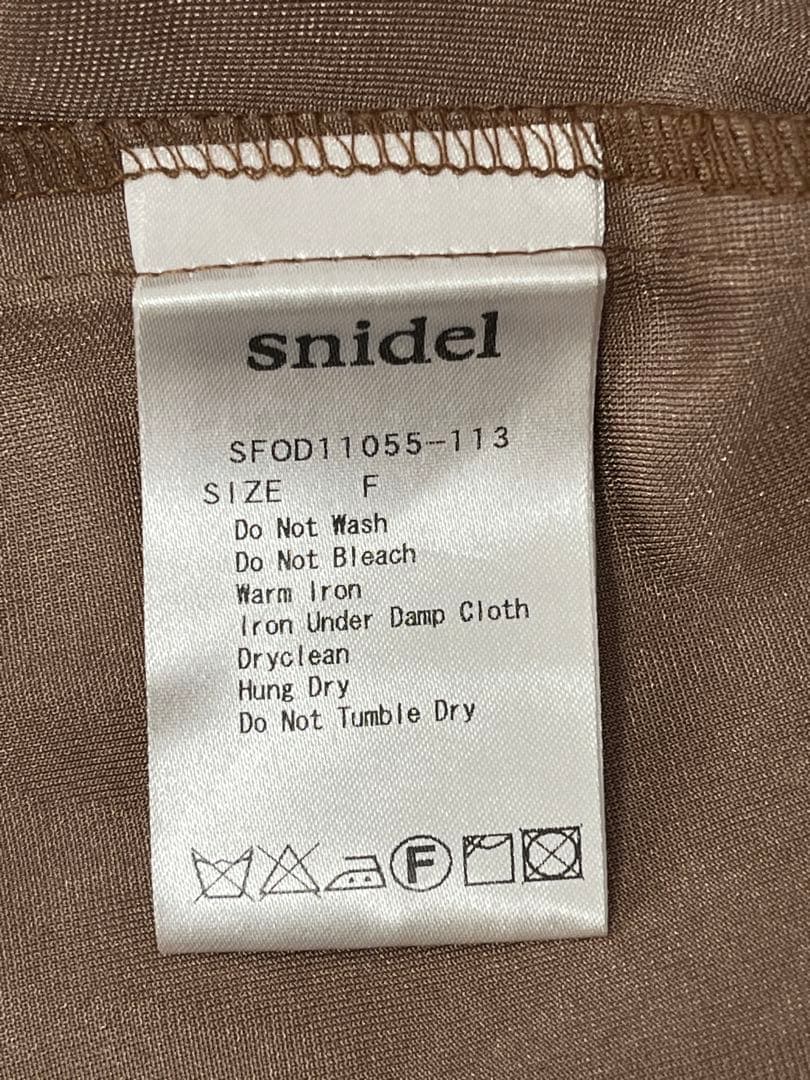 snidel
SFOD11055-113
SIZE F
Do Not Wash
Do Not Bleach
Warm Iron
Iron Under Damp Cloth
Dryclean
Hung Dry
Do Not Tumble Dry
F